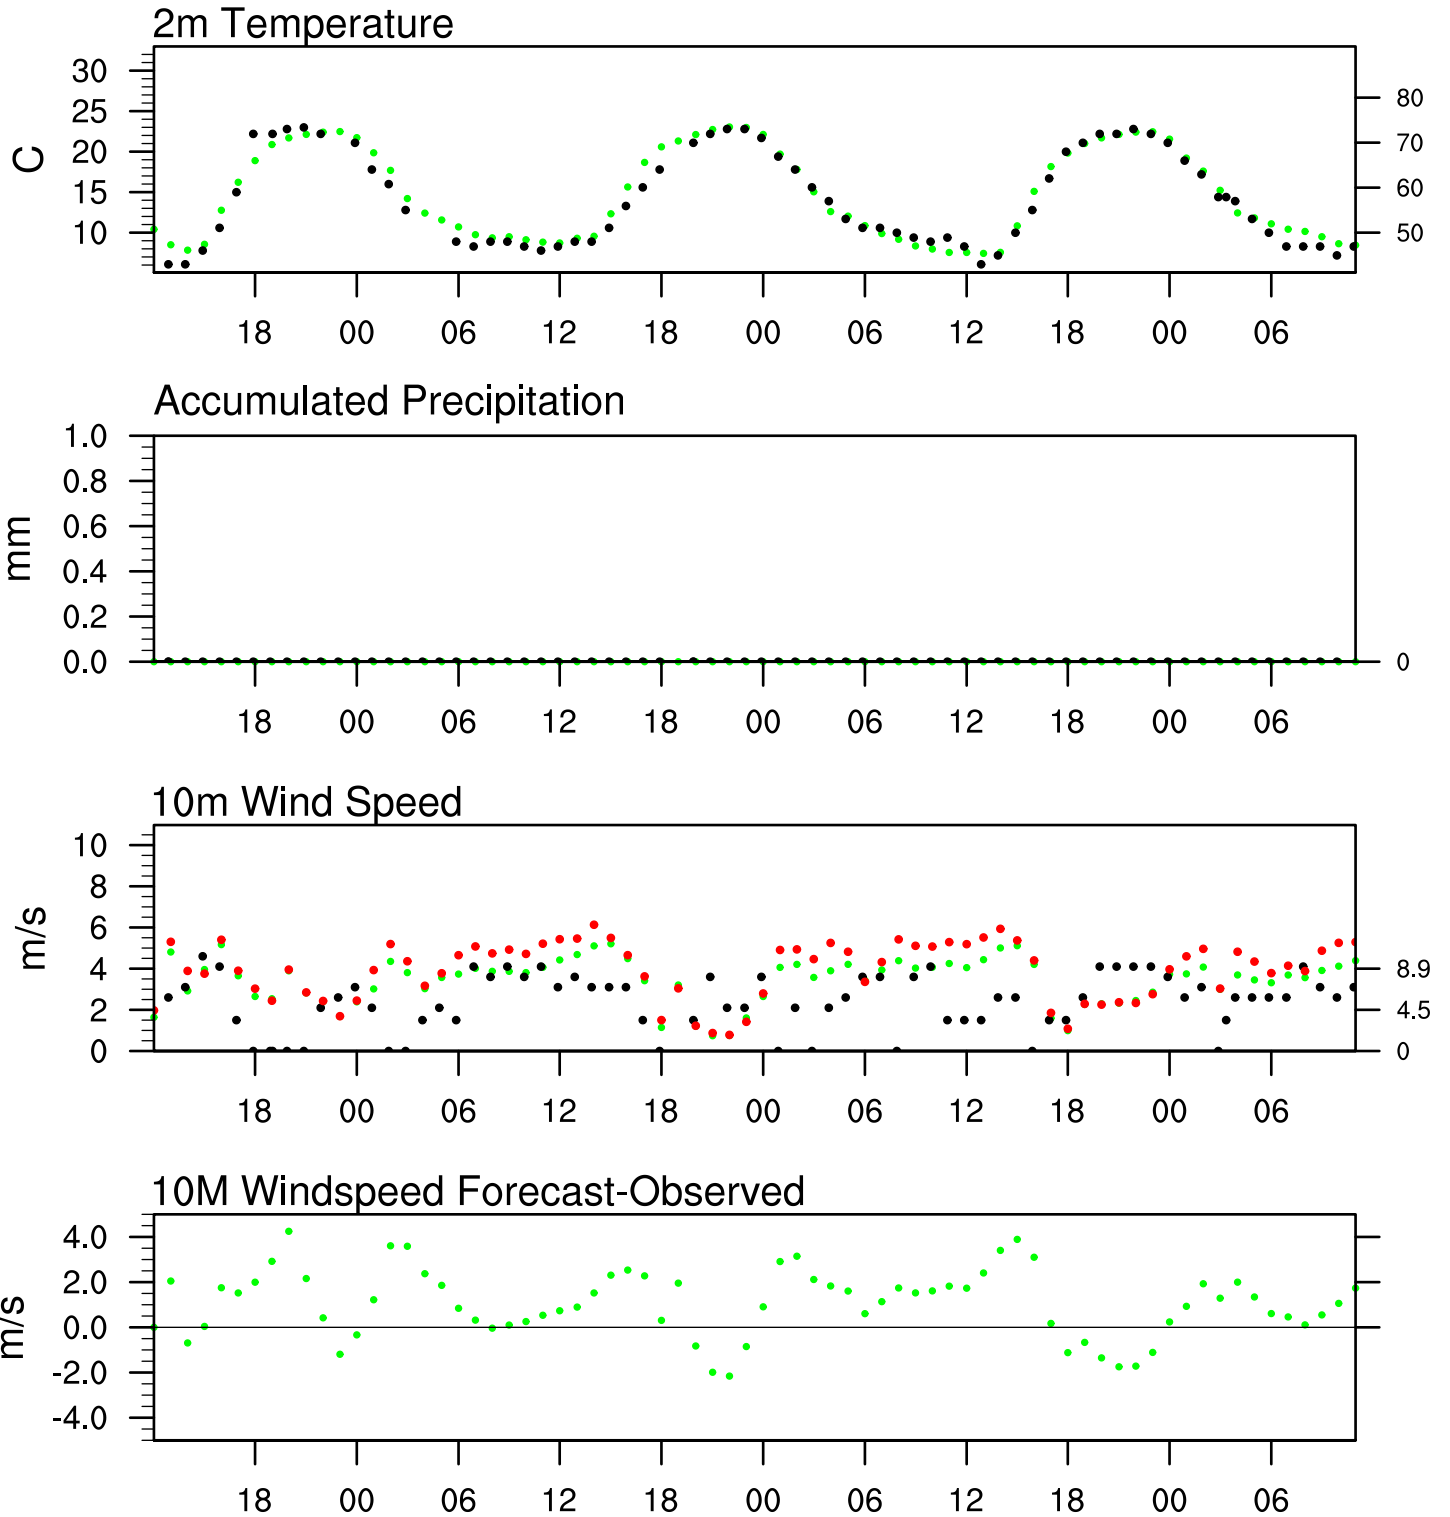 2m Temperature
30
25
20
15
10
C
80
70
60
50
18 00 06 12 18 00 06 12 18 00 06
Accumulated Precipitation
1.0
0.8
0.6
0.4
0.2
0.0
mm
0
18 00 06 12 18 00 06 12 18 00 06
10m Wind Speed
10
8
6
4
2
0
m/s
8.9
4.5
0
18 00 06 12 18 00 06 12 18 00 06
10M Windspeed Forecast-Observed
4.0
2.0
0.0
-2.0
-4.0
m/s
18 00 06 12 18 00 06 12 18 00 06